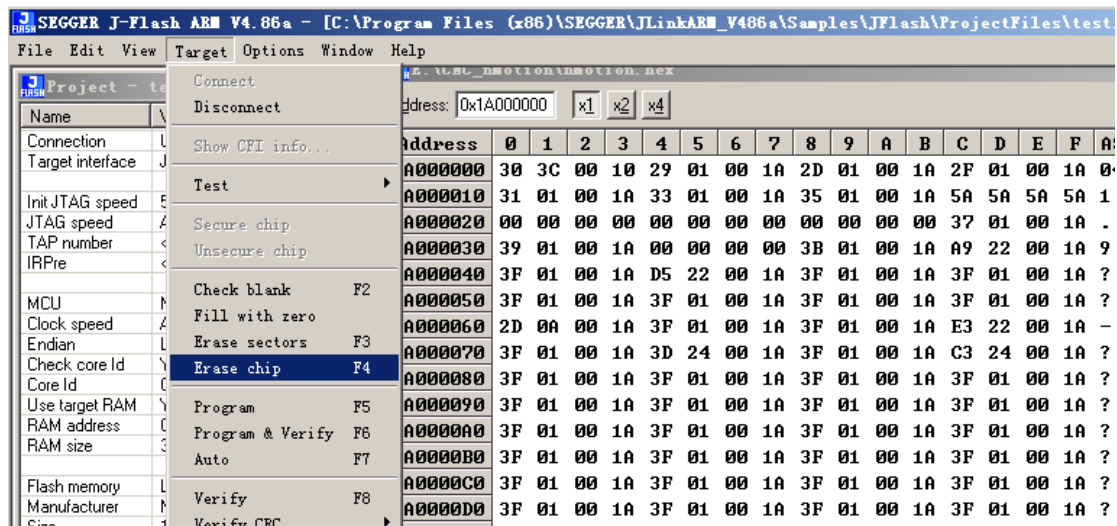 SEGGER J-Flash ARM V4.86a - [C:\Program Files (x86)\SEGGER\JLinkARM_V486a\Samples\JFlash\ProjectFiles\test.
File Edit View Target Options Window Help
Project - te
E:\CBC_nmotion\nmotion.hex
Name
Connection
Target interface
Init JTAG speed
JTAG speed
TAP number
IRPre
MCU
Clock speed
Endian
Check core Id
Core Id
Use target RAM
RAM address
RAM size
Flash memory
Manufacturer
Size
Connect
Disconnect
Show CFI info...
Test
Secure chip
Unsecure chip
Check blank F2
Fill with zero
Erase sectors F3
Erase chip F4
Program F5
Program & Verify F6
Auto F7
Verify F8
Verify CRC
ddress: 0x1A000000 x1 x2 x4
Address 0 1 2 3 4 5 6 7 8 9 A B C D E F AS
A000000 30 3C 00 10 29 01 00 1A 2D 01 00 1A 2F 01 00 1A 0<
A000010 31 01 00 1A 33 01 00 1A 35 01 00 1A 5A 5A 5A 5A 1
A000020 00 00 00 00 00 00 00 00 00 00 00 00 37 01 00 1A .
A000030 39 01 00 1A 00 00 00 00 3B 01 00 1A A9 22 00 1A 9
A000040 3F 01 00 1A D5 22 00 1A 3F 01 00 1A 3F 01 00 1A ?
A000050 3F 01 00 1A 3F 01 00 1A 3F 01 00 1A 3F 01 00 1A ?
A000060 2D 0A 00 1A 3F 01 00 1A 3F 01 00 1A E3 22 00 1A -
A000070 3F 01 00 1A 3D 24 00 1A 3F 01 00 1A C3 24 00 1A ?
A000080 3F 01 00 1A 3F 01 00 1A 3F 01 00 1A 3F 01 00 1A ?
A000090 3F 01 00 1A 3F 01 00 1A 3F 01 00 1A 3F 01 00 1A ?
A0000A0 3F 01 00 1A 3F 01 00 1A 3F 01 00 1A 3F 01 00 1A ?
A0000B0 3F 01 00 1A 3F 01 00 1A 3F 01 00 1A 3F 01 00 1A ?
A0000C0 3F 01 00 1A 3F 01 00 1A 3F 01 00 1A 3F 01 00 1A ?
A0000D0 3F 01 00 1A 3F 01 00 1A 3F 01 00 1A 3F 01 00 1A ?